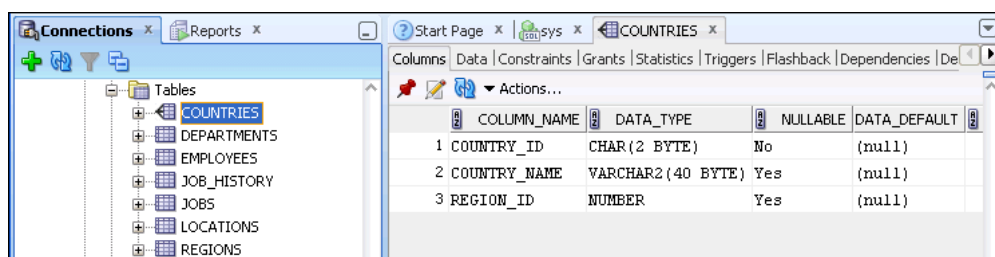 Connections x Reports x
Start Page x sys x COUNTRIES x
Columns Data Constraints Grants Statistics Triggers Flashback Dependencies De
Actions...
Tables
COUNTRIES
DEPARTMENTS
EMPLOYEES
JOB_HISTORY
JOBS
LOCATIONS
REGIONS
COLUMN_NAME DATA_TYPE NULLABLE DATA_DEFAULT
1 COUNTRY_ID CHAR(2 BYTE) No (null)
2 COUNTRY_NAME VARCHAR2(40 BYTE) Yes (null)
3 REGION_ID NUMBER Yes (null)